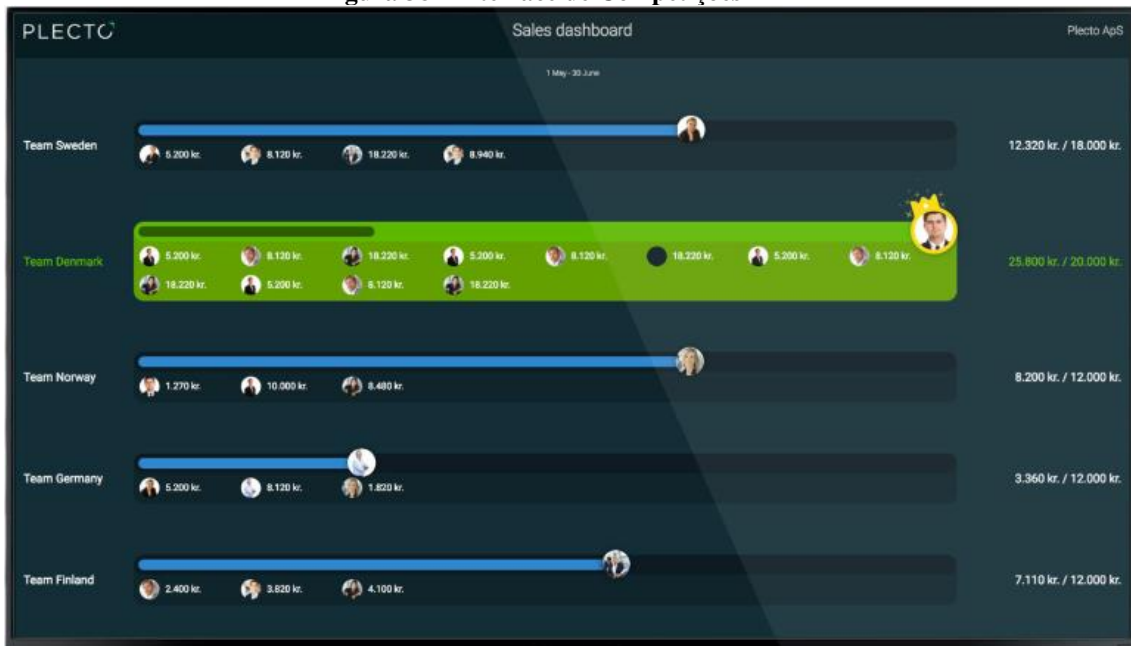 PLECTO
Sales dashboard
Plecto ApS
1 May - 30 June
Team Sweden
5.200 kr. 8.120 kr. 18.220 kr. 8.940 kr.
12.320 kr. / 18.000 kr.
Team Denmark
5.200 kr. 8.120 kr. 18.220 kr. 5.200 kr. 8.120 kr. 18.220 kr. 5.200 kr. 8.120 kr.
18.220 kr. 5.200 kr. 8.120 kr. 18.220 kr.
25.800 kr. / 20.000 kr.
Team Norway
1.270 kr. 10.000 kr. 8.480 kr.
8.200 kr. / 12.000 kr.
Team Germany
5.200 kr. 8.120 kr. 1.820 kr.
3.360 kr. / 12.000 kr.
Team Finland
2.400 kr. 3.820 kr. 4.100 kr.
7.110 kr. / 12.000 kr.